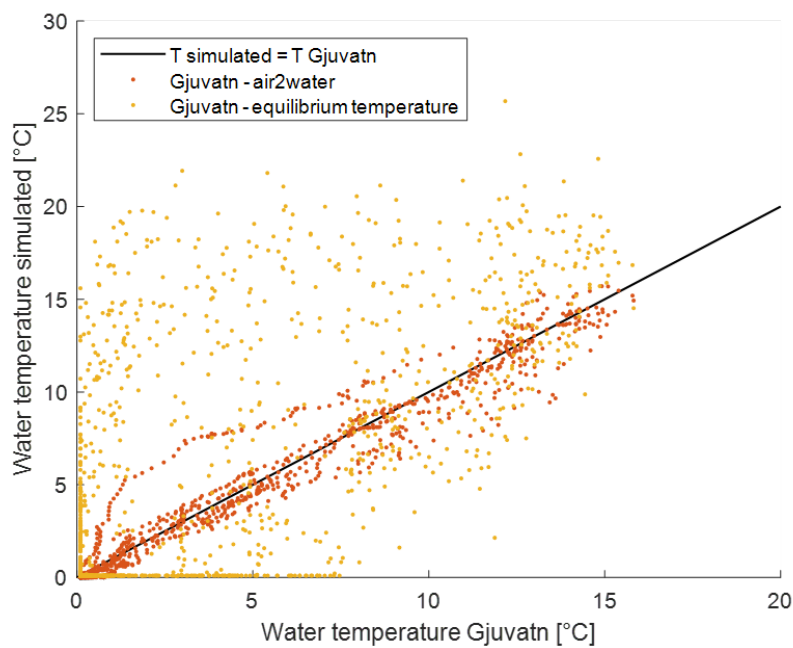 30
25
20
15
10
5
0
T simulated = T Gjuvatn
Gjuvatn - air2water
Gjuvatn - equilibrium temperature
Water temperature simulated [°C]
0 5 10 15 20
Water temperature Gjuvatn [°C]